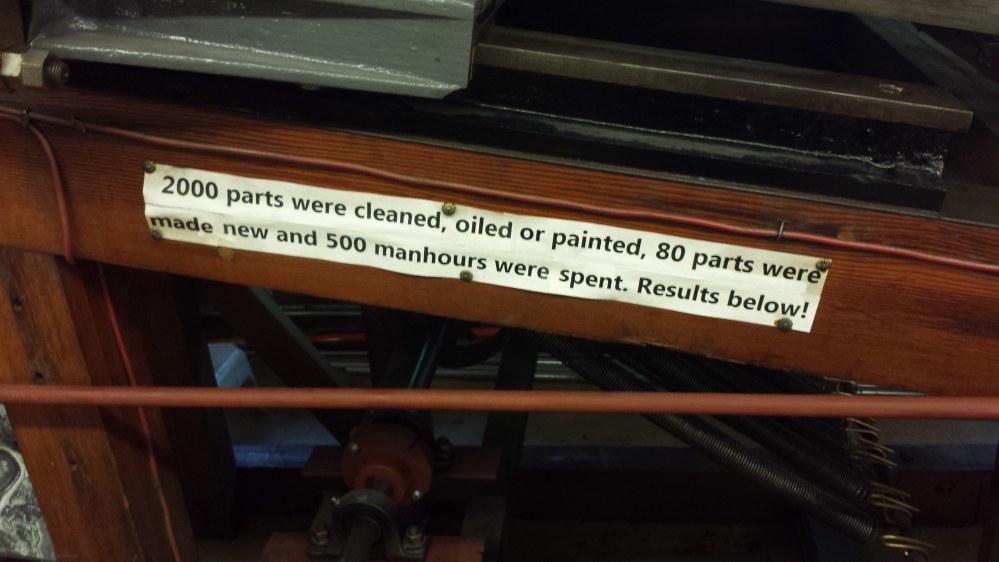 2000 parts were cleaned, oiled or painted, 80 parts were
made new and 500 manhours were spent. Results below!